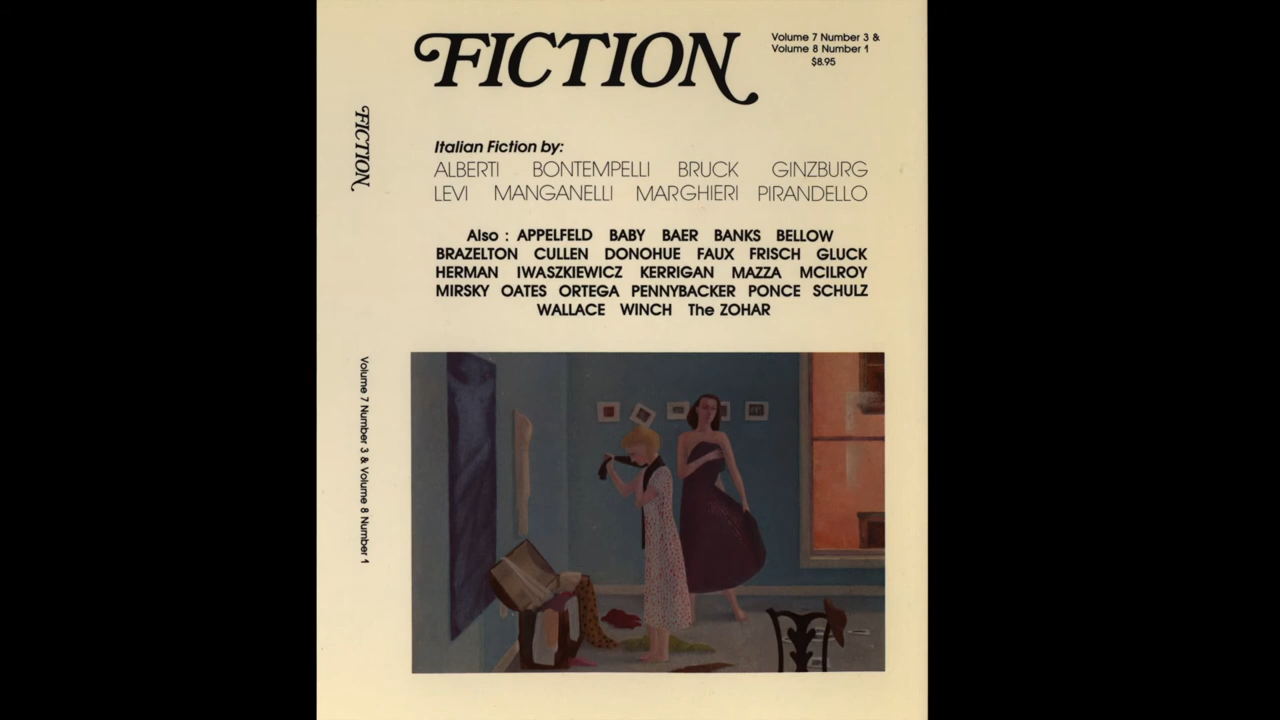 FICTION
Volume 7 Number 3 &
Volume 8 Number 1
$8.95
Italian Fiction by:
ALBERTI BONTEMPELLI BRUCK GINZBURG
LEVI MANGANELLI MARGHIERI PIRANDELLO
Also : APPELFELD BABY BAER BANKS BELLOW
BRAZELTON CULLEN DONOHUE FAUX FRISCH GLUCK
HERMAN IWASZKIEWICZ KERRIGAN MAZZA MCILROY
MIRSKY OATES ORTEGA PENNYBACKER PONCE SCHULZ
WALLACE WINCH The ZOHAR
FICTION
Volume 7 Number 3 & Volume 8 Number 1